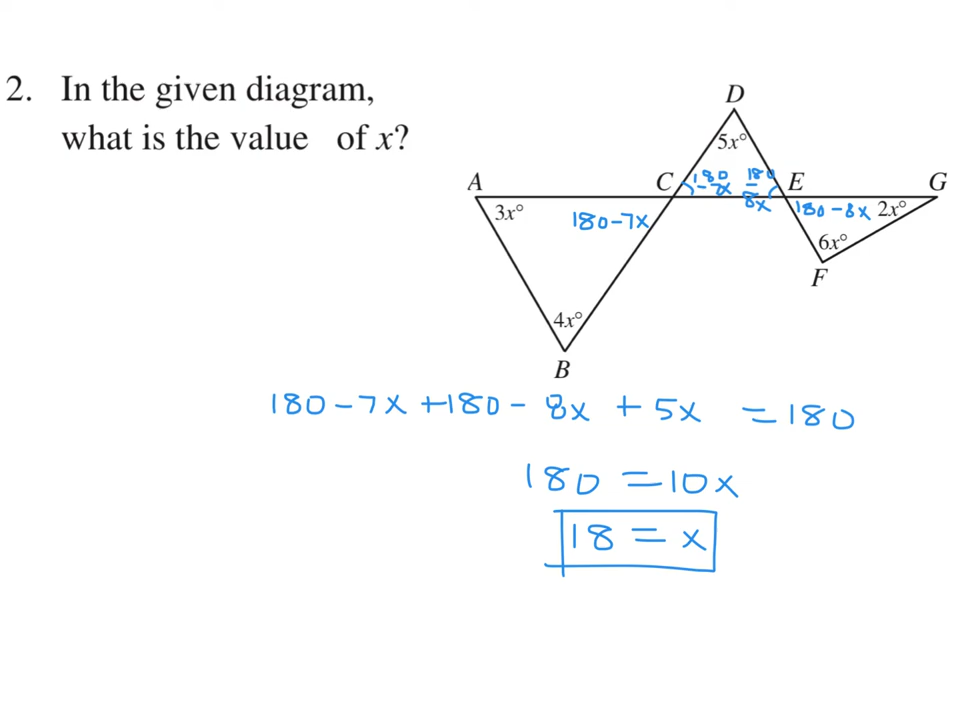 2. In the given diagram,
what is the value of x?
D
5x°
A
C
180
-7x
180
-
8x
E
G
3x°
180-7x
180-8x
2x°
6x°
F
4x°
B
180-7x+180-8x+5x =180
180 =10x
18 = x